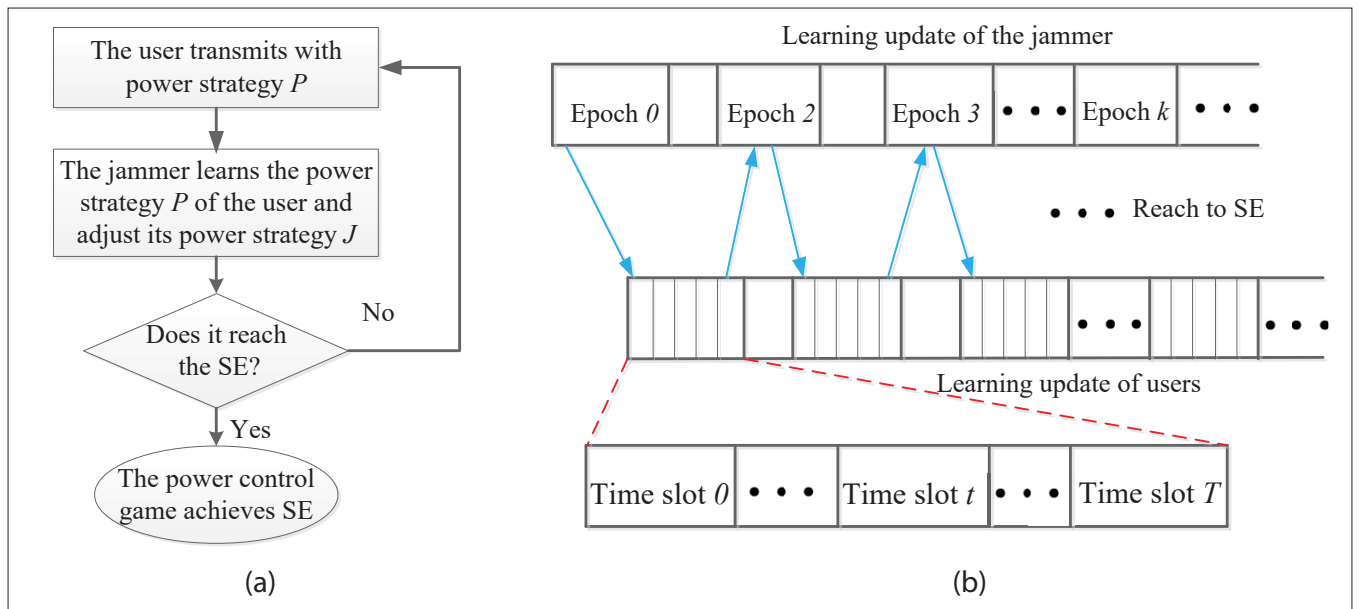 The user transmits with
power strategy P
The jammer learns the power
strategy P of the user and
adjust its power strategy J
Does it reach
the SE?
No
Yes
The power control
game achieves SE
(a)
Learning update of the jammer
Epoch 0
Epoch 2
Epoch 3
• • •
Epoch k
• • •
• • • Reach to SE
• • •
• • •
Learning update of users
Time slot 0
• • •
Time slot t
• • •
Time slot T
(b)